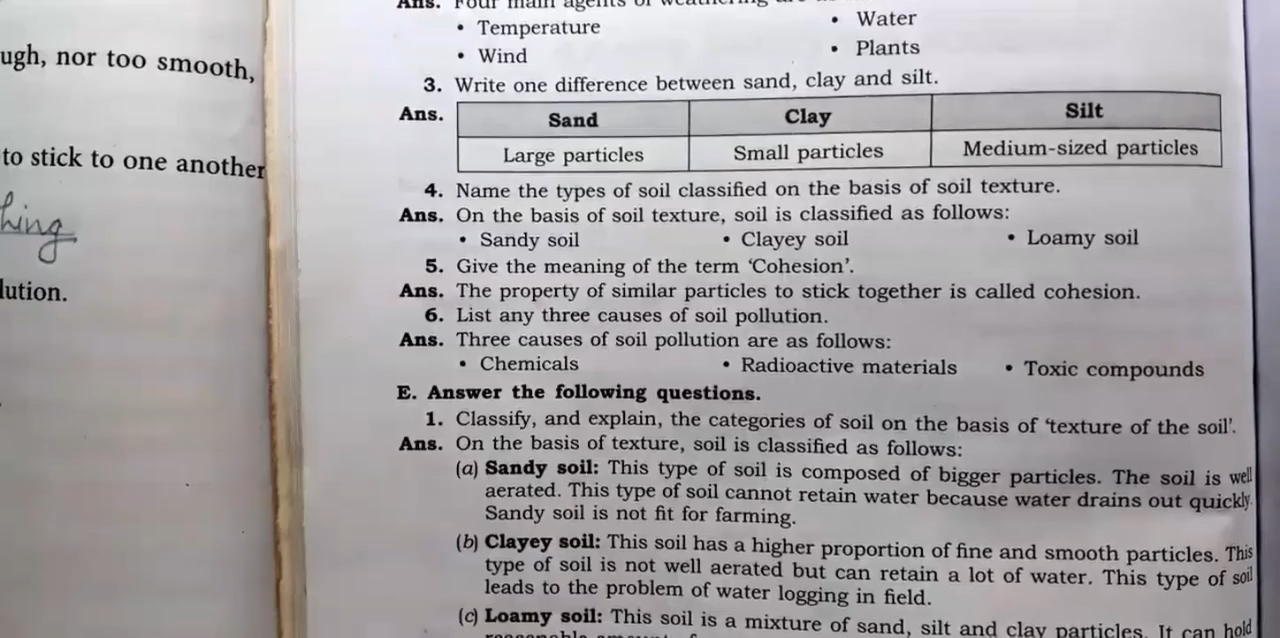 ugh, nor too smooth,
to stick to one another
hing
lution.
Ans. Four main agents of weathering are as
• Temperature • Water
• Wind • Plants
3. Write one difference between sand, clay and silt.
Ans. Sand Clay Silt
Large particles Small particles Medium-sized particles
4. Name the types of soil classified on the basis of soil texture.
Ans. On the basis of soil texture, soil is classified as follows:
• Sandy soil • Clayey soil • Loamy soil
5. Give the meaning of the term ‘Cohesion’.
Ans. The property of similar particles to stick together is called cohesion.
6. List any three causes of soil pollution.
Ans. Three causes of soil pollution are as follows:
• Chemicals • Radioactive materials • Toxic compounds
E. Answer the following questions.
1. Classify, and explain, the categories of soil on the basis of ‘texture of the soil’.
Ans. On the basis of texture, soil is classified as follows:
(a) Sandy soil: This type of soil is composed of bigger particles. The soil is well
aerated. This type of soil cannot retain water because water drains out quickly.
Sandy soil is not fit for farming.
(b) Clayey soil: This soil has a higher proportion of fine and smooth particles. This
type of soil is not well aerated but can retain a lot of water. This type of soil
leads to the problem of water logging in field.
(c) Loamy soil: This soil is a mixture of sand, silt and clay particles. It can hold